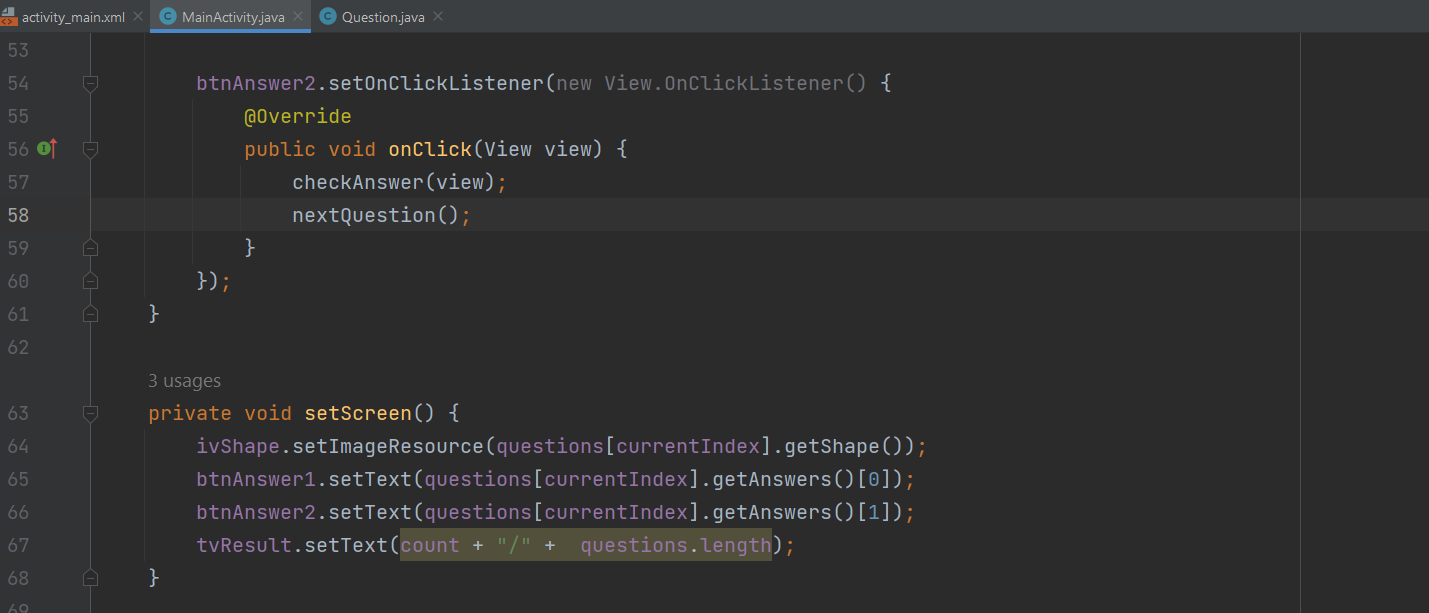 activity_main.xml MainActivity.java Question.java
53
54 btnAnswer2.setOnClickListener(new View.OnClickListener() {
55 @Override
56 public void onClick(View view) {
57 checkAnswer(view);
58 nextQuestion();
59 }
60 });
61 }
62
3 usages
63 private void setScreen() {
64 ivShape.setImageResource(questions[currentIndex].getShape());
65 btnAnswer1.setText(questions[currentIndex].getAnswers()[0]);
66 btnAnswer2.setText(questions[currentIndex].getAnswers()[1]);
67 tvResult.setText(count + "/" +  questions.length);
68 }
69